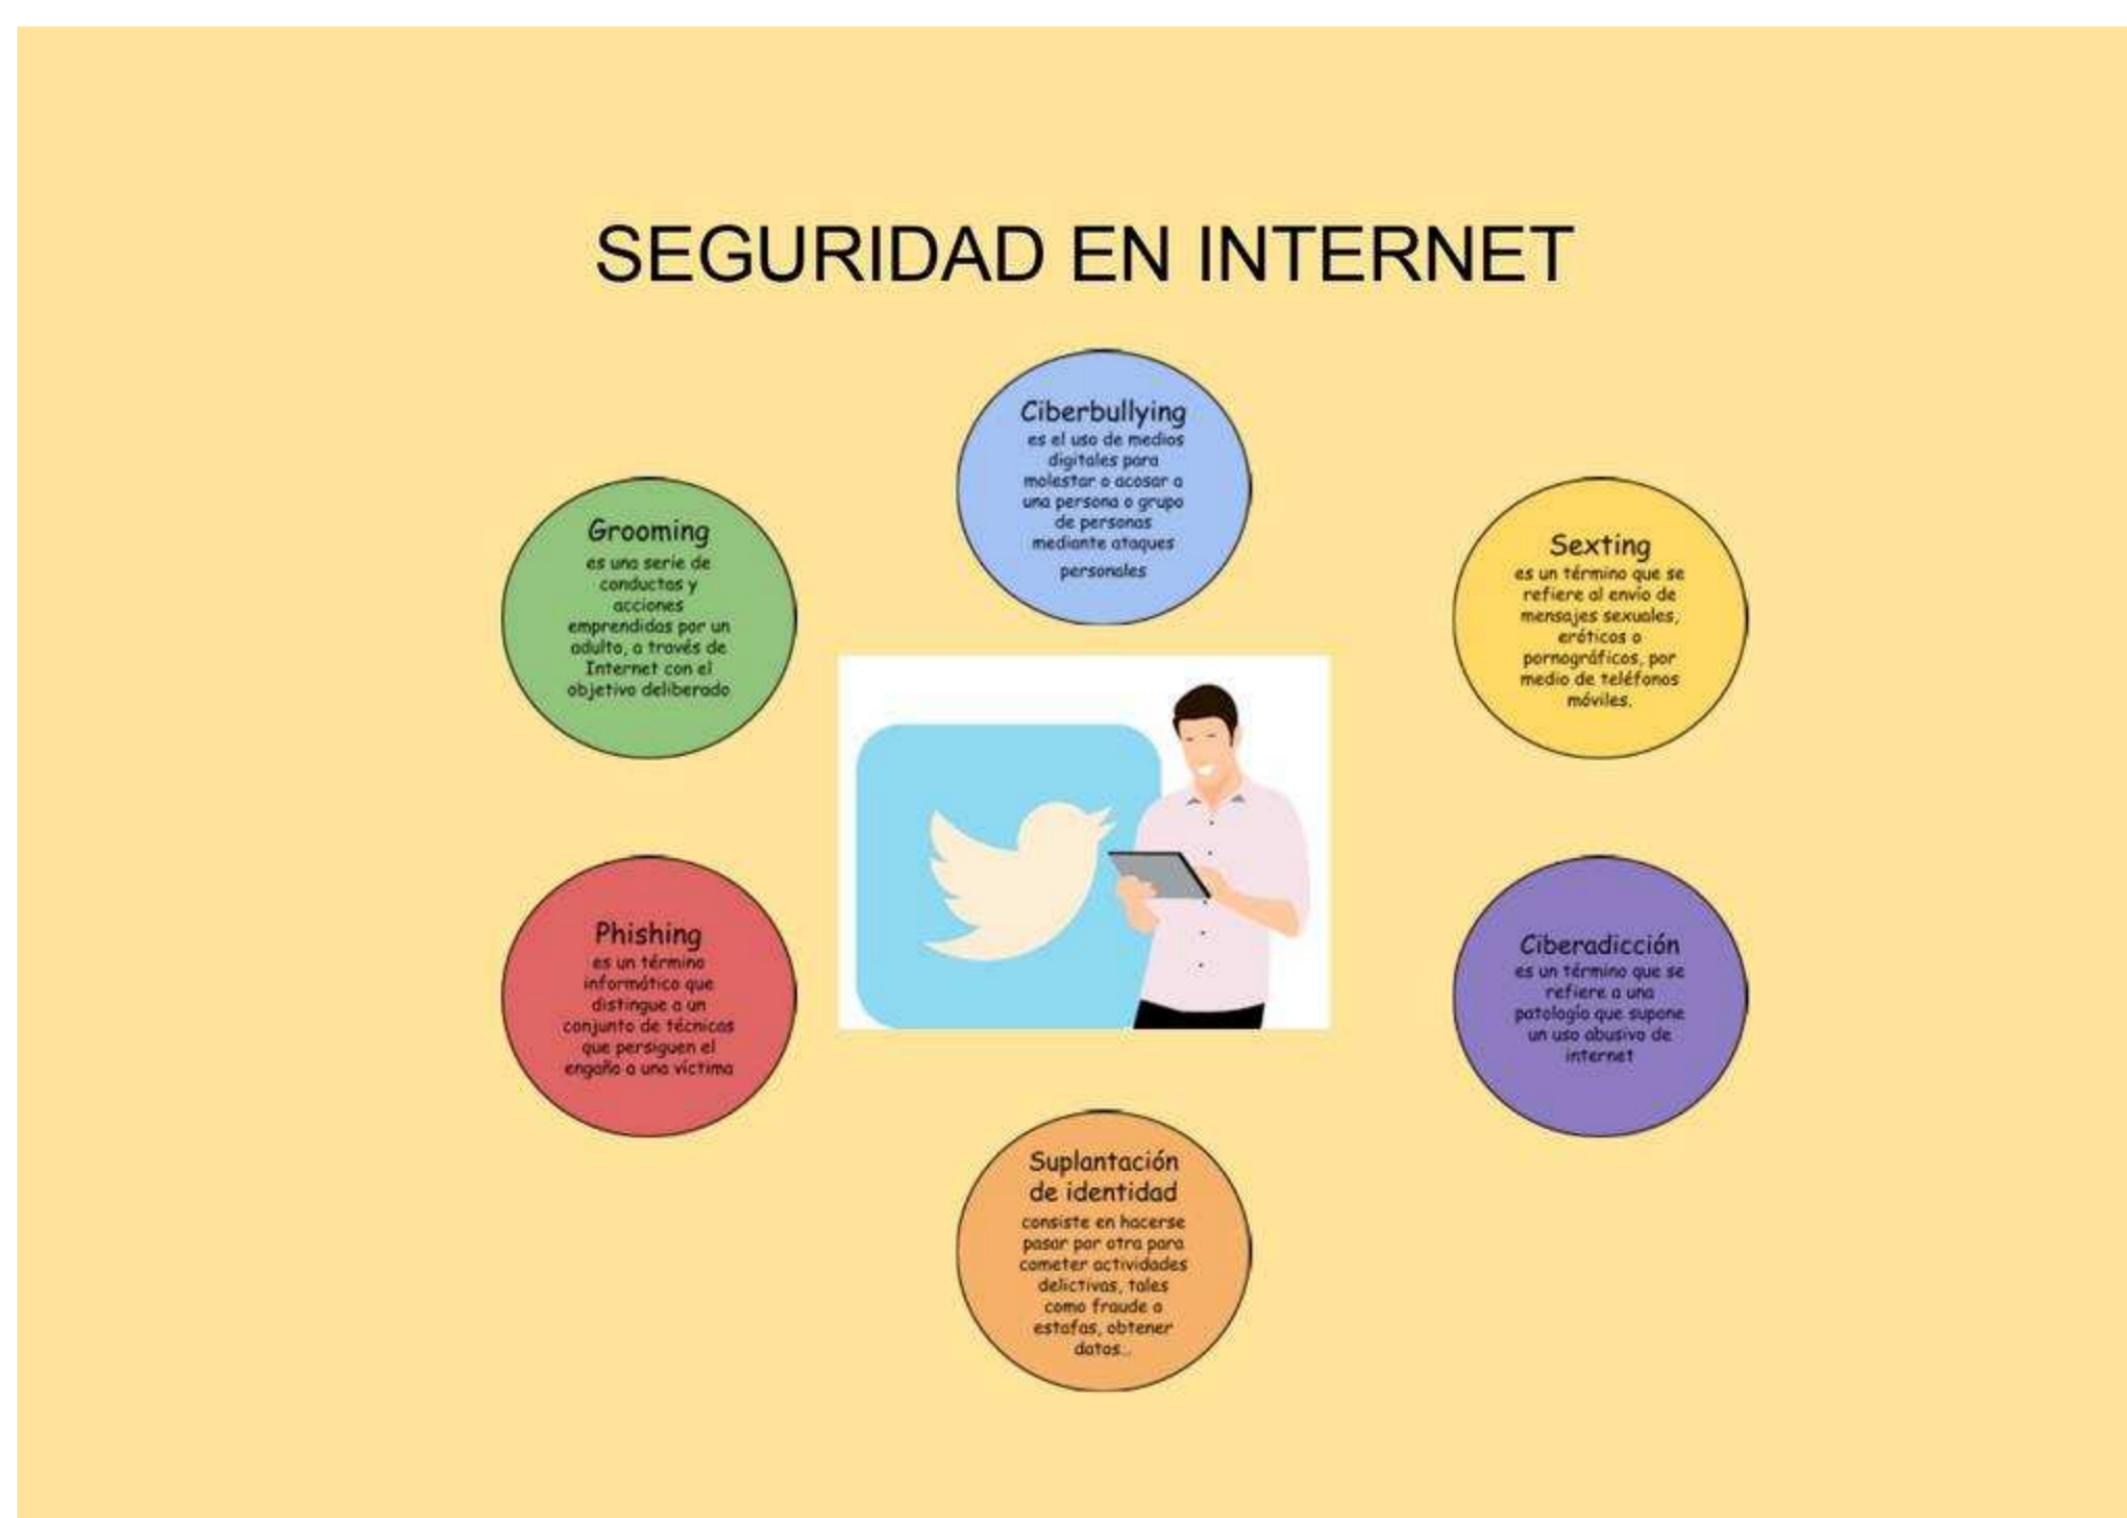 SEGURIDAD EN INTERNET
Ciberbullying
es el uso de medios
digitales para
molestar o acosar a
una persona o grupo
de personas
mediante ataques
personales
Grooming
es una serie de
conductas y
acciones
emprendidas por un
adulto, a través de
Internet con el
objetivo deliberado
Sexting
es un término que se
refiere al envío de
mensajes sexuales,
eróticos o
pornográficos, por
medio de teléfonos
móviles.
Phishing
es un término
informático que
distingue a un
conjunto de técnicas
que persiguen el
engaño a una víctima
Ciberadicción
es un término que se
refiere a una
patología que supone
un uso abusivo de
internet
Suplantación
de identidad
consiste en hacerse
pasar por otra para
cometer actividades
delictivas, tales
como fraude o
estafas, obtener
datos...